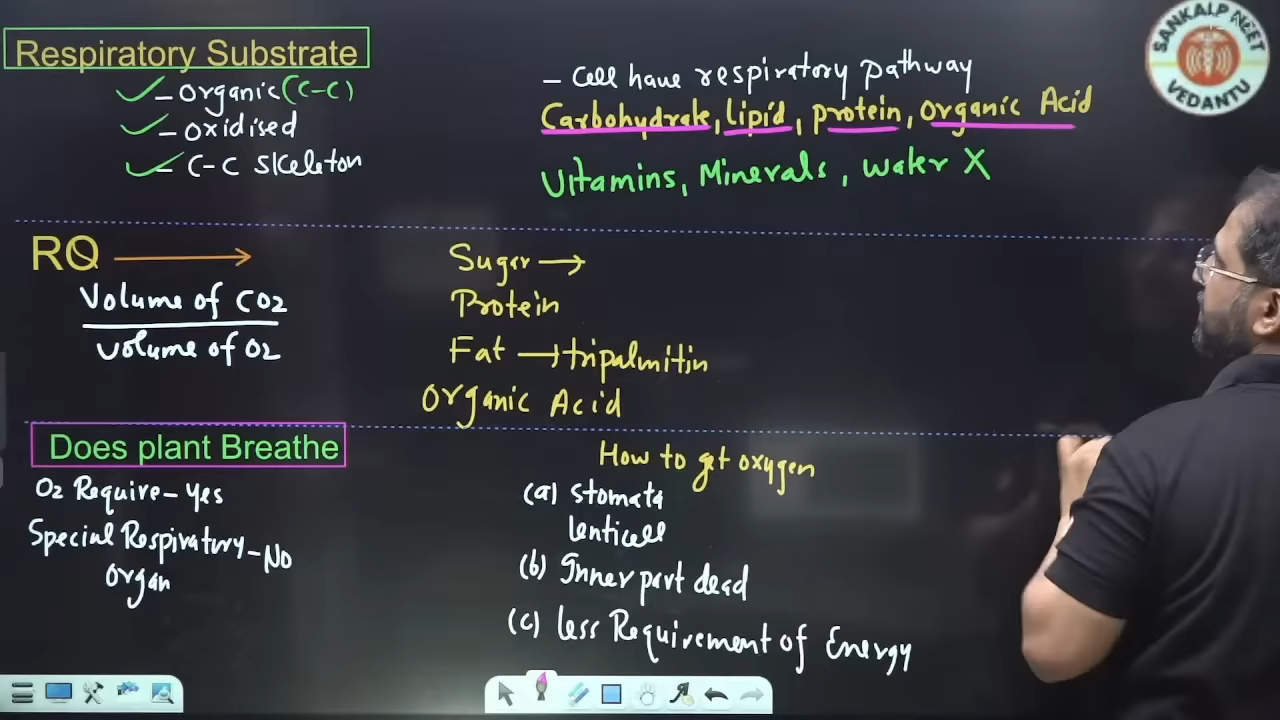 Respiratory Substrate
- Organic (C-C)
- Oxidised
- C-C Skeleton
- Cell have respiratory pathway
Carbohydrate, lipid, protein, Organic Acid
Vitamins, Minerals, Water X
SANKALP NEET
VEDANTU
RQ →
Volume of CO2
Volume of O2
Sugar →
Protein
Fat → tripalmitin
Organic Acid
Does plant Breathe
O2 Require - Yes
Special Respiratory - No
Organ
How to get oxygen
(a) Stomata
lenticell
(b) Inner part dead
(c) Less Requirement of Energy